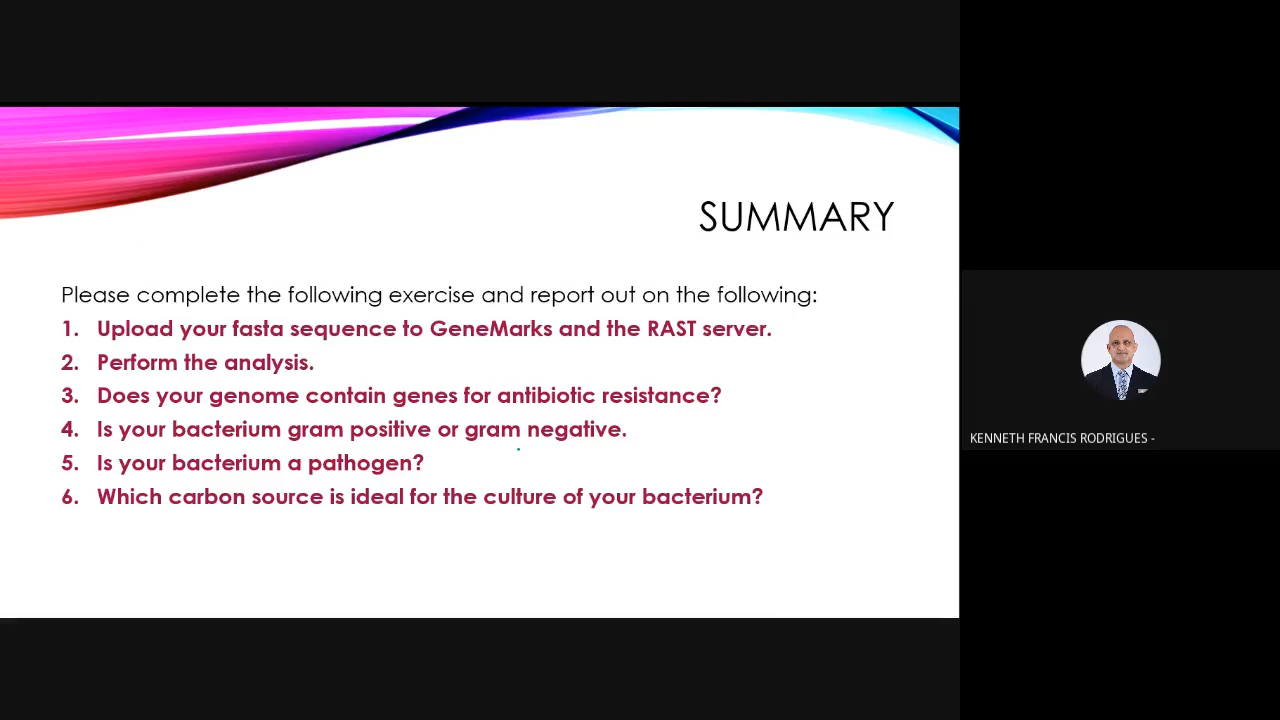 SUMMARY
Please complete the following exercise and report out on the following:
1. Upload your fasta sequence to GeneMarks and the RAST server.
2. Perform the analysis.
3. Does your genome contain genes for antibiotic resistance?
4. Is your bacterium gram positive or gram negative.
5. Is your bacterium a pathogen?
6. Which carbon source is ideal for the culture of your bacterium?
KENNETH FRANCIS RODRIGUES -